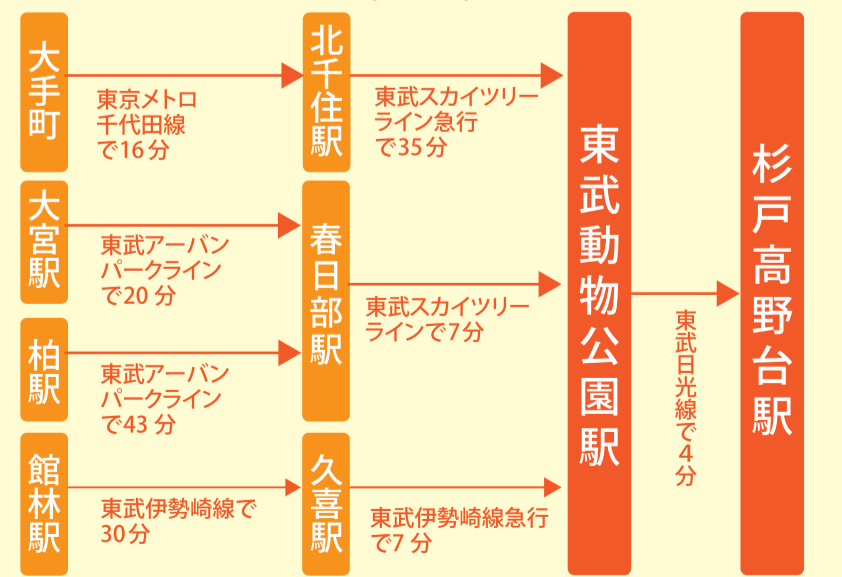 大手町
東京メトロ
千代田線
で16分
北千住駅
東武スカイツリー
ライン急行
で35分
大宮駅
東武アーバン
パークライン
で20分
柏駅
東武アーバン
パークライン
で43分
春日部駅
東武スカイツリー
ラインで7分
館林駅
東武伊勢崎線で
30分
久喜駅
東武伊勢崎線急行
で7分
東武動物公園駅
東武日光線で4分
杉戸高野台駅